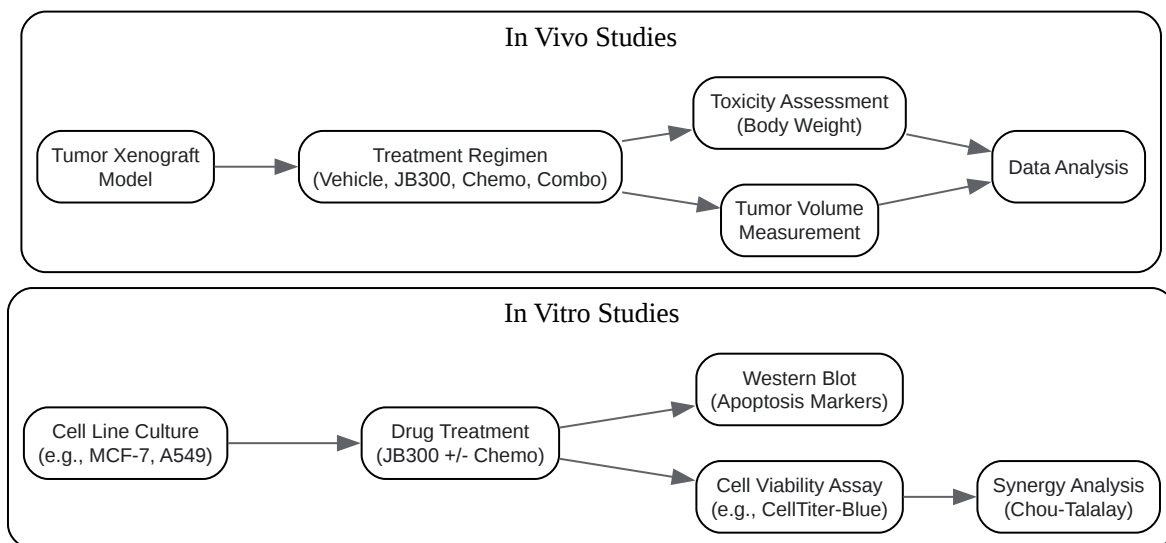 In Vivo Studies
Tumor Xenograft
Model
Treatment Regimen
(Vehicle, JB300, Chemo, Combo)
Toxicity Assessment
(Body Weight)
Tumor Volume
Measurement
Data Analysis
In Vitro Studies
Cell Line Culture
(e.g., MCF-7, A549)
Drug Treatment
(JB300 +/- Chemo)
Western Blot
(Apoptosis Markers)
Cell Viability Assay
(e.g., CellTiter-Blue)
Synergy Analysis
(Chou-Talalay)